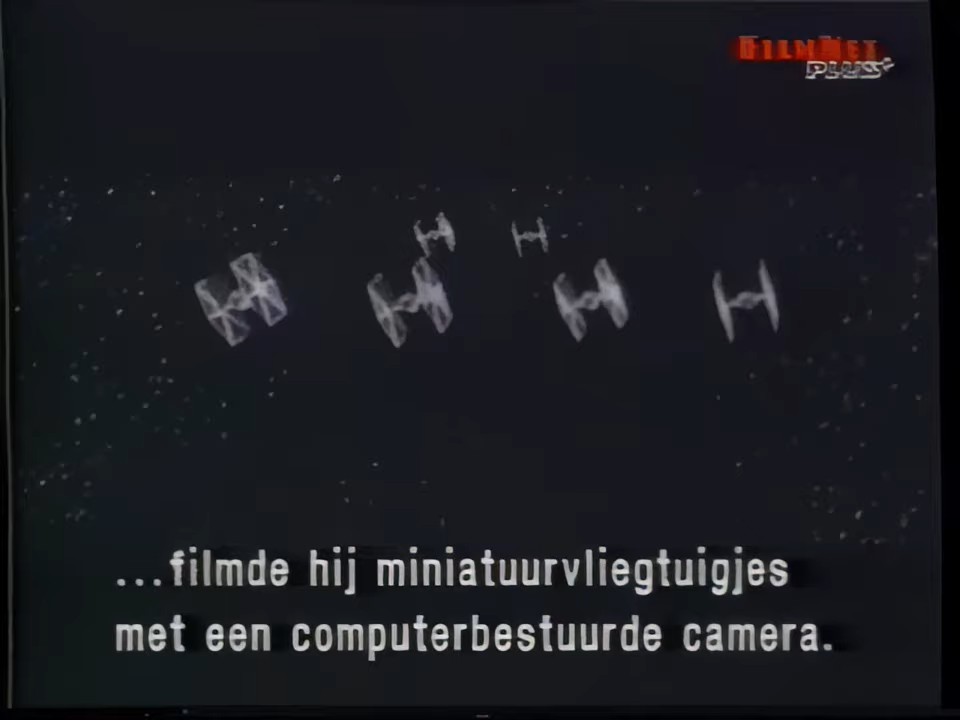 FILMNET
PLUS+
...filmde hij miniatuurvliegtuigjes
met een computerbestuurde camera.